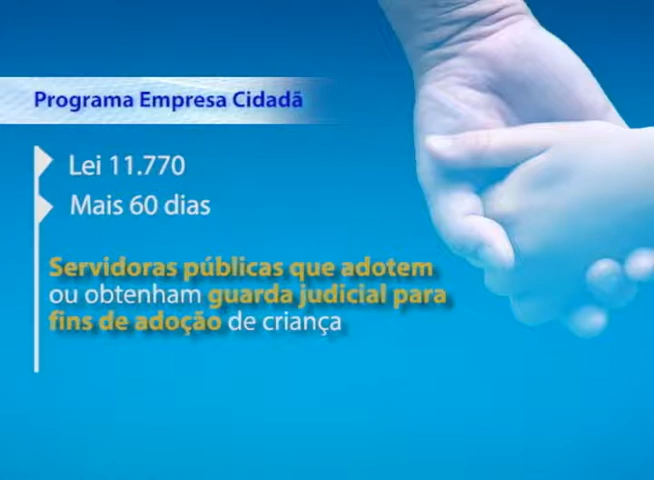 Programa Empresa Cidadã
Lei 11.770
Mais 60 dias
Servidoras públicas que adotem
ou obtenham guarda judicial para
fins de adoção de criança